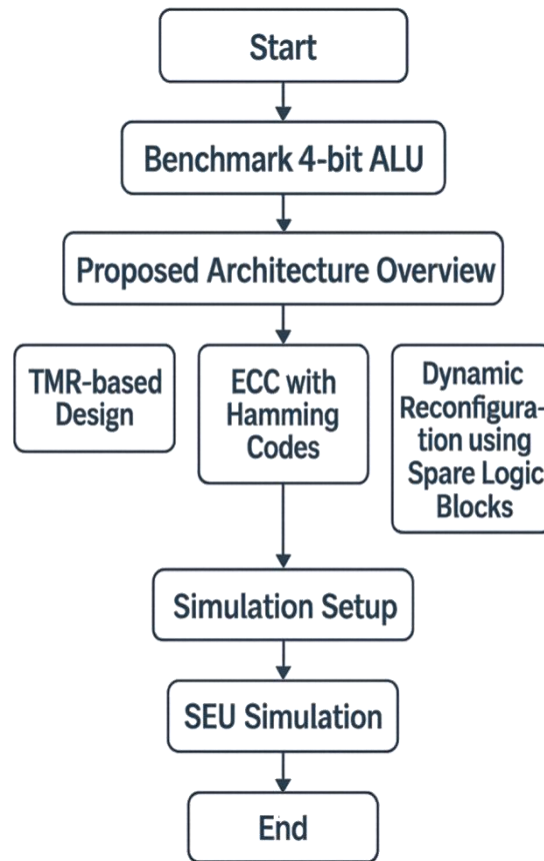 Start
Benchmark 4-bit ALU
Proposed Architecture Overview
TMR-based
Design
ECC with
Hamming
Codes
Dynamic
Reconfigura-
tion using
Spare Logic
Blocks
Simulation Setup
SEU Simulation
End